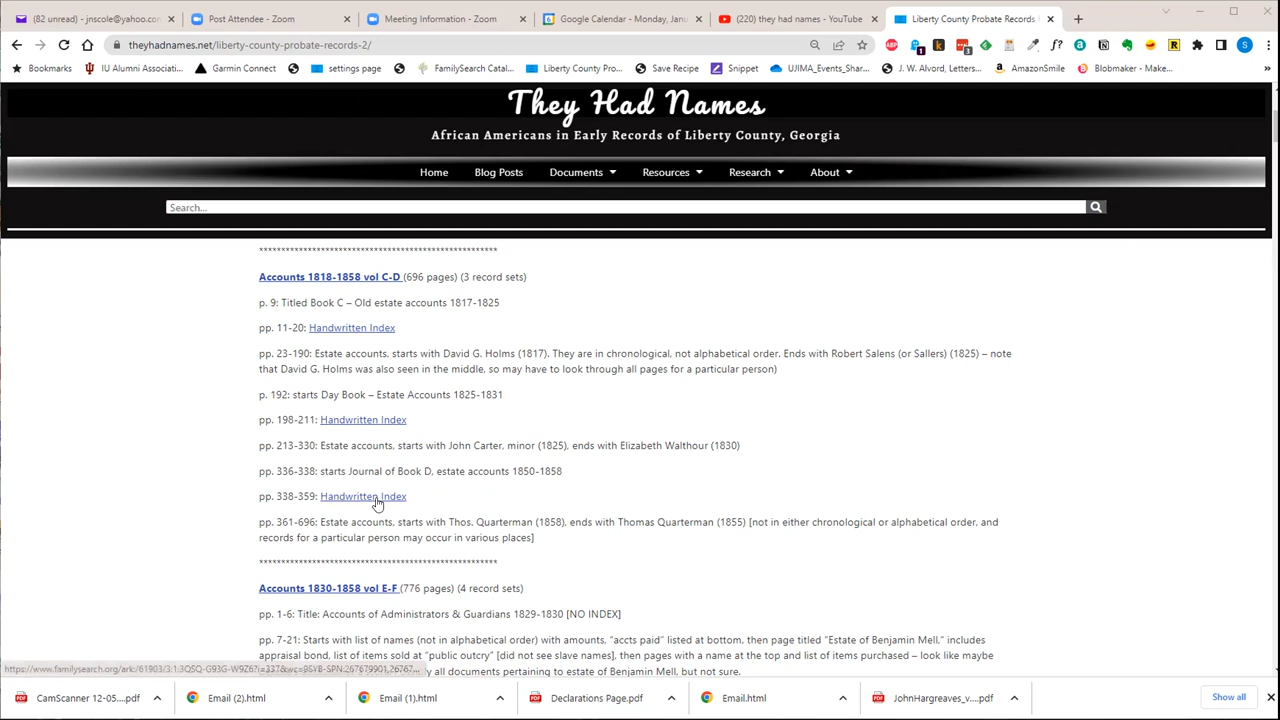 (82 unread) - jnscole@yahoo.co
Post Attendee - Zoom
Meeting Information - Zoom
Google Calendar - Monday, Janu
(220) they had names - YouTube
Liberty County Probate Records
theyhadnames.net/liberty-county-probate-records-2/
Bookmarks
IU Alumni Associati...
Garmin Connect
settings page
FamilySearch Catal...
Liberty County Pro...
Save Recipe
Snippet
UJIMA_Events_Shar...
J. W. Alvord, Letters...
AmazonSmile
Blobmaker - Make...
They Had Names
African Americans in Early Records of Liberty County, Georgia
Home Blog Posts Documents Resources Research About
Search...
**************************************************
Accounts 1818-1858 vol C-D (696 pages) (3 record sets)
p. 9: Titled Book C – Old estate accounts 1817-1825
pp. 11-20: Handwritten Index
pp. 23-190: Estate accounts, starts with David G. Holms (1817). They are in chronological, not alphabetical order. Ends with Robert Salens (or Sallers) (1825) – note
that David G. Holms was also seen in the middle, so may have to look through all pages for a particular person)
p. 192: starts Day Book – Estate Accounts 1825-1831
pp. 198-211: Handwritten Index
pp. 213-330: Estate accounts, starts with John Carter, minor (1825), ends with Elizabeth Walthour (1830)
pp. 336-338: starts Journal of Book D, estate accounts 1850-1858
pp. 338-359: Handwritten Index
pp. 361-696: Estate accounts, starts with Thos. Quarterman (1858), ends with Thomas Quarterman (1855) [not in either chronological or alphabetical order, and
records for a particular person may occur in various places]
**************************************************
Accounts 1830-1858 vol E-F (776 pages) (4 record sets)
pp. 1-6: Title: Accounts of Administrators & Guardians 1829-1830 [NO INDEX]
pp. 7-21: Starts with list of names (not in alphabetical order) with amounts, “accts paid” listed at bottom, then page titled “Estate of Benjamin Mell,” includes
appraisal bond, list of items sold at “public outcry” [did not see slave names], then pages with a name at the top and list of items purchased – look like maybe
ly all documents pertaining to estate of Benjamin Mell, but not sure.
CamScanner 12-05....pdf
Email (2).html
Email (1).html
Declarations Page.pdf
Email.html
JohnHargreaves_v....pdf
Show all